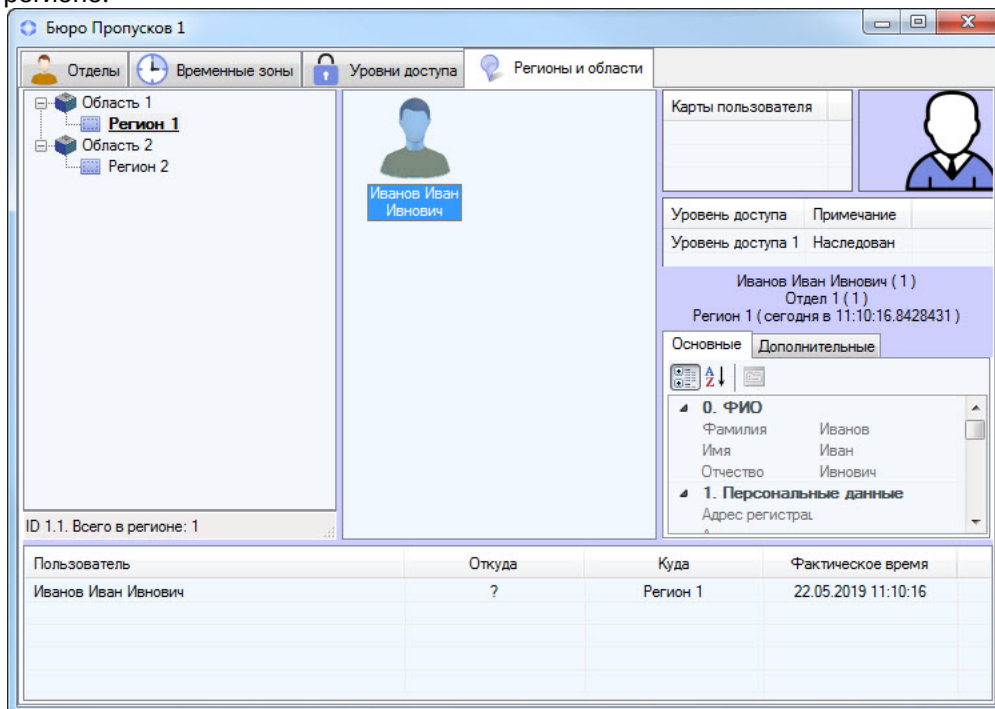 регионе.
Бюро Пропусков 1
Отделы Временные зоны Уровни доступа Регионы и области
Область 1
Регион 1
Область 2
Регион 2
ID 1.1. Всего в регионе: 1
Иванов Иван
Ивнович
Карты пользователя
Уровень доступа Примечание
Уровень доступа 1 Наследован
Иванов Иван Ивнович ( 1 )
Отдел 1 ( 1 )
Регион 1 ( сегодня в 11:10:16.8428431 )
Основные Дополнительные
0. ФИО
Фамилия Иванов
Имя Иван
Отчество Ивнович
1. Персональные данные
Адрес регистрац
Пользователь Откуда Куда Фактическое время
Иванов Иван Ивнович ? Регион 1 22.05.2019 11:10:16